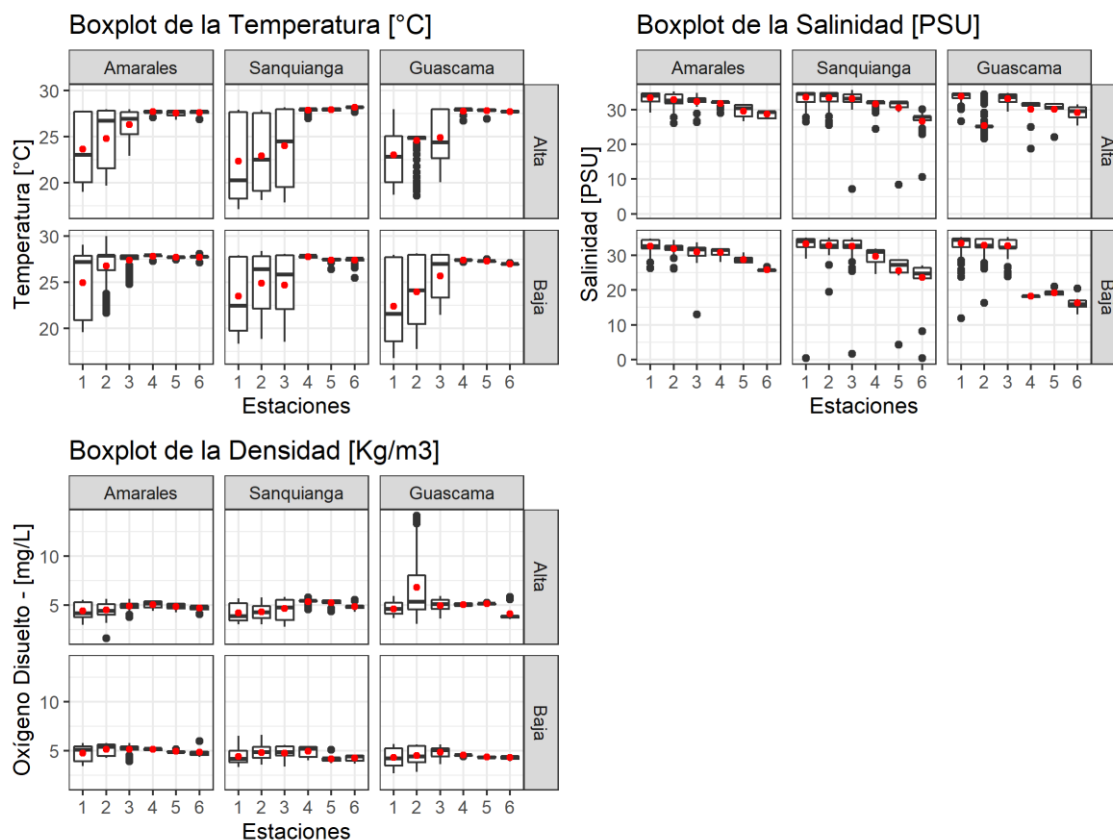 Boxplot de la Temperatura [°C]
Amarales Sanquianga Guascama
30
25
20
Alta
30
25
20
Baja
Temperatura [°C]
1 2 3 4 5 6 1 2 3 4 5 6 1 2 3 4 5 6
Estaciones
Boxplot de la Salinidad [PSU]
Amarales Sanquianga Guascama
30
20
10
0
Alta
30
20
10
0
Baja
Salinidad [PSU]
1 2 3 4 5 6 1 2 3 4 5 6 1 2 3 4 5 6
Estaciones
Boxplot de la Densidad [Kg/m3]
Amarales Sanquianga Guascama
10
5
Alta
10
5
Baja
Oxígeno Disuelto - [mg/L]
1 2 3 4 5 6 1 2 3 4 5 6 1 2 3 4 5 6
Estaciones